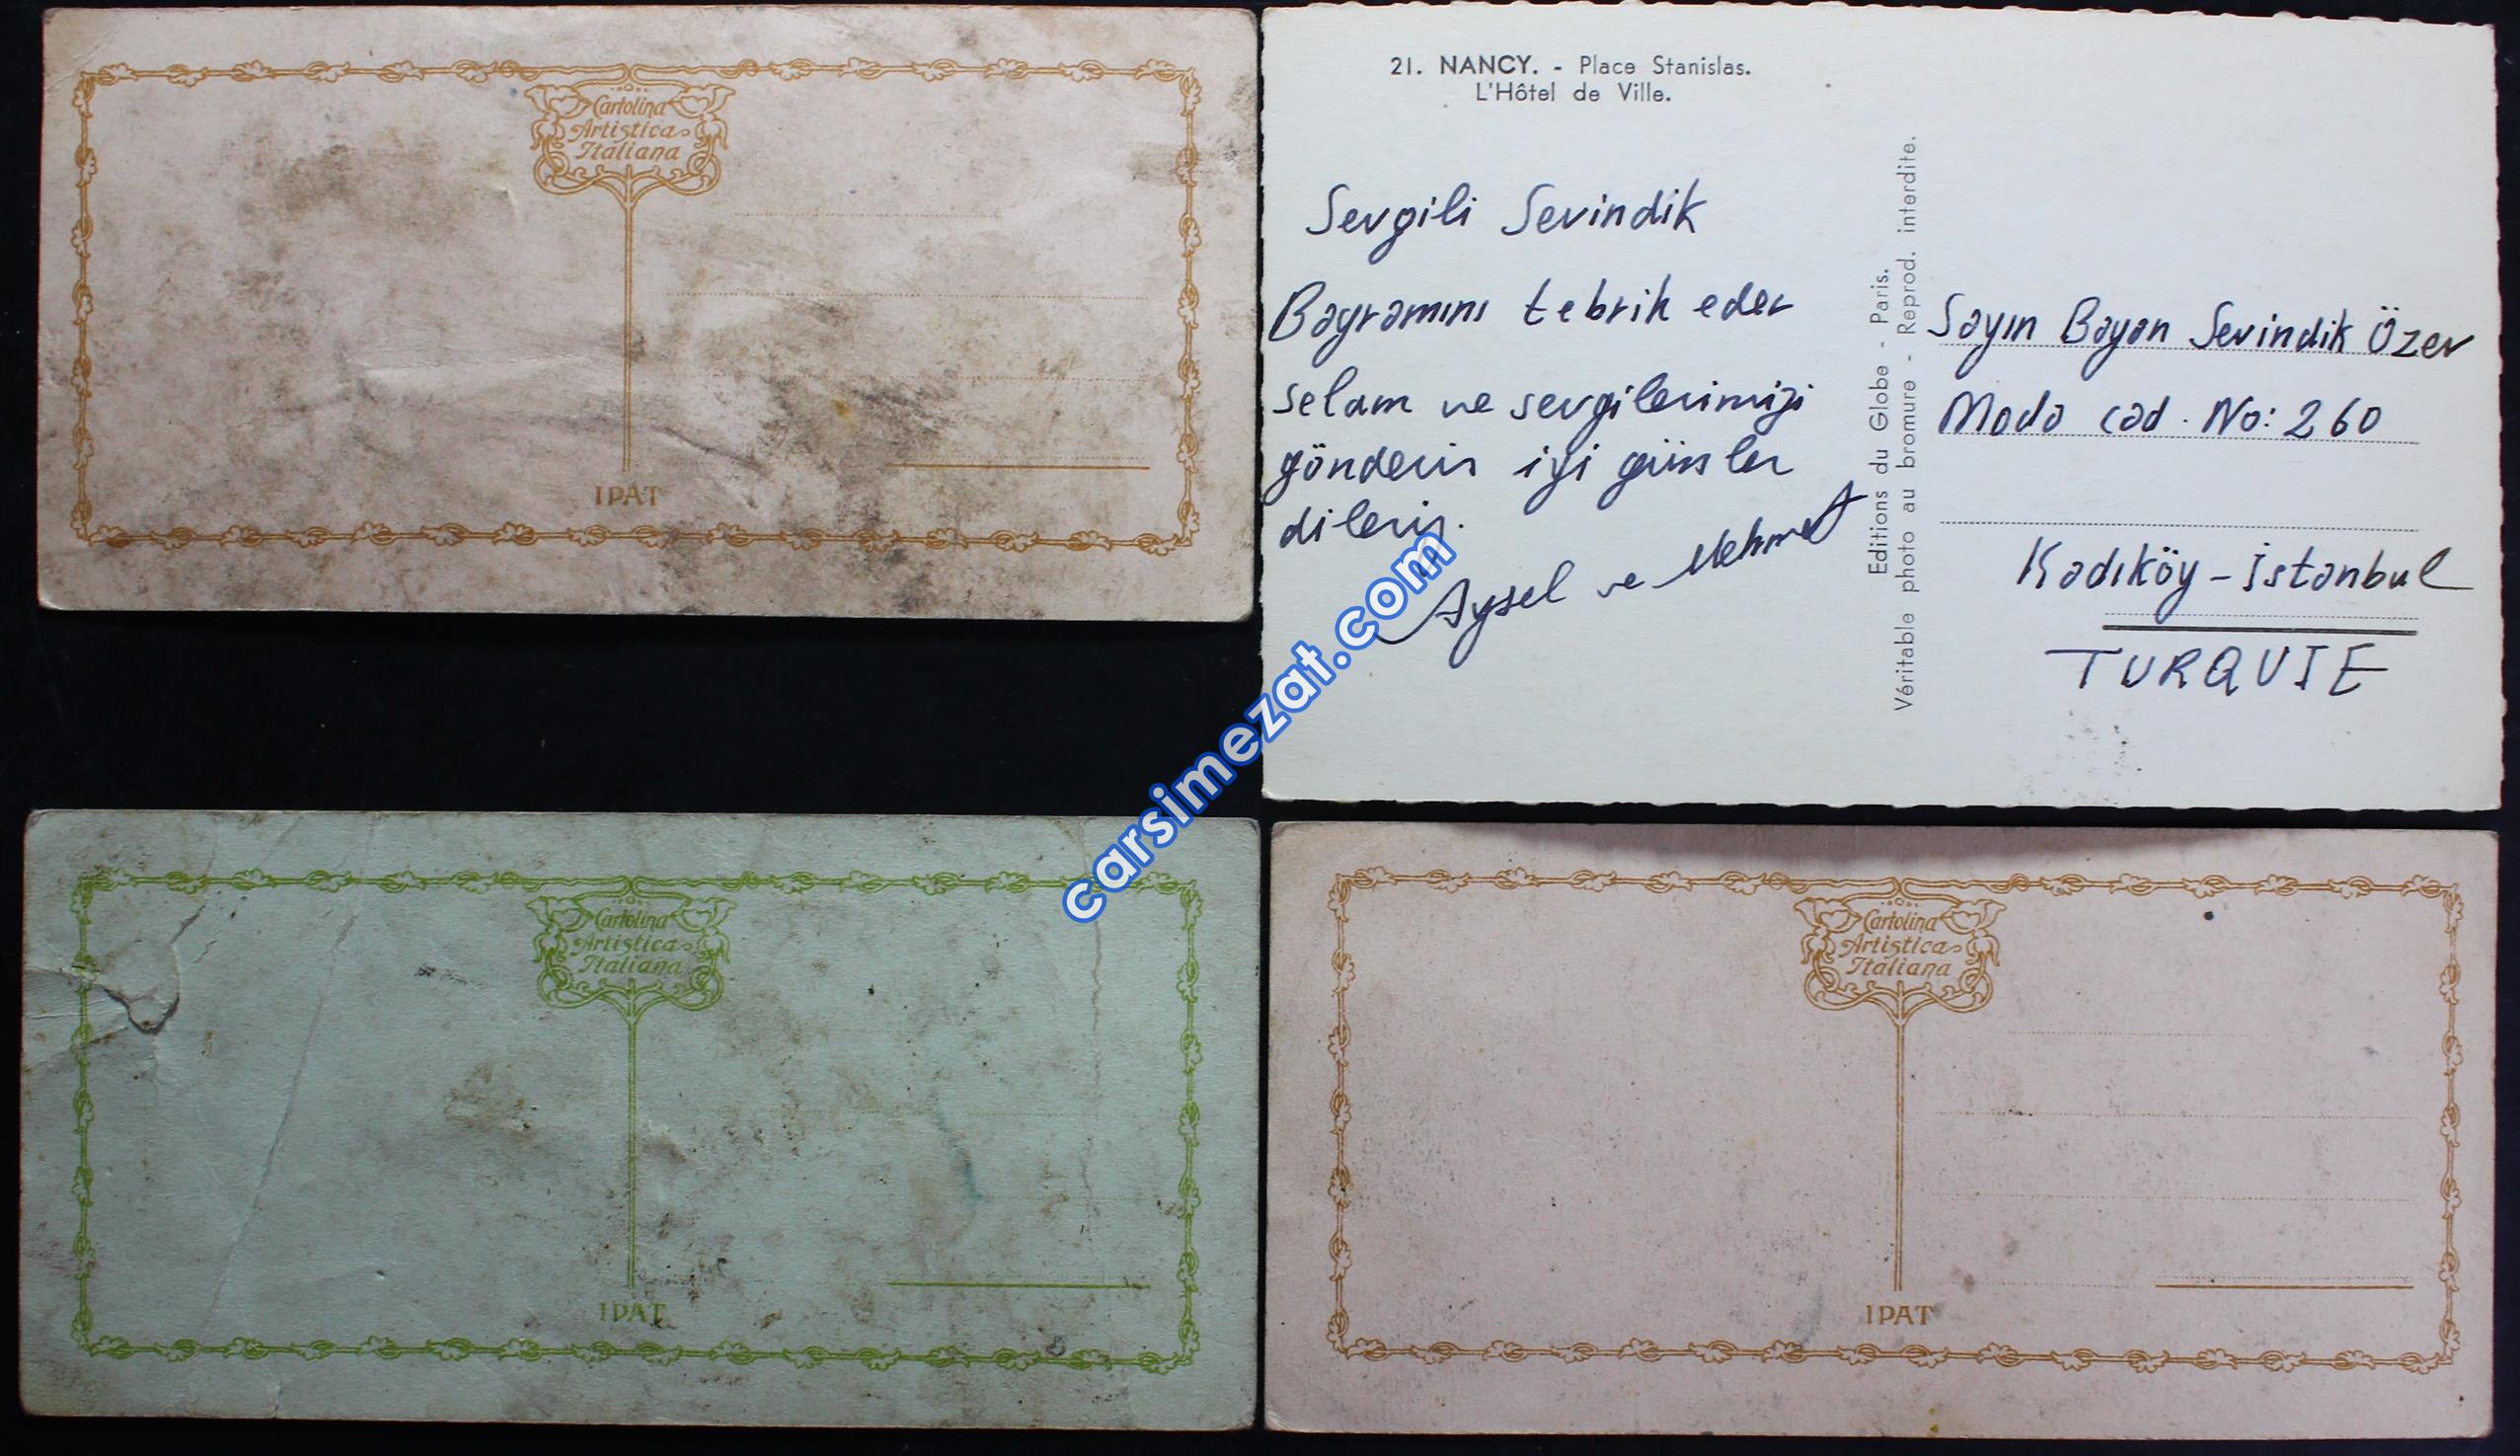 Cartolina
Artistica
Italiana
IPAT
21. NANCY. - Place Stanislas.
L'Hôtel de Ville.
Sevgili Sevindik
Bayramını tebrik eder
selam ve sevgilerimizi
gönderir iyi günler
dileriz.
Aysel ve Mehmet
Editions du Globe - Paris.
Véritable photo au bromure - Reprod. interdite.
Sayın Bayan Sevindik Özer
Moda cad. No: 260
Kadıköy - İstanbul
TURQUIE
carsimezat.com
Cartolina
Artistica
Italiana
IPAT
Cartolina
Artistica
Italiana
IPAT